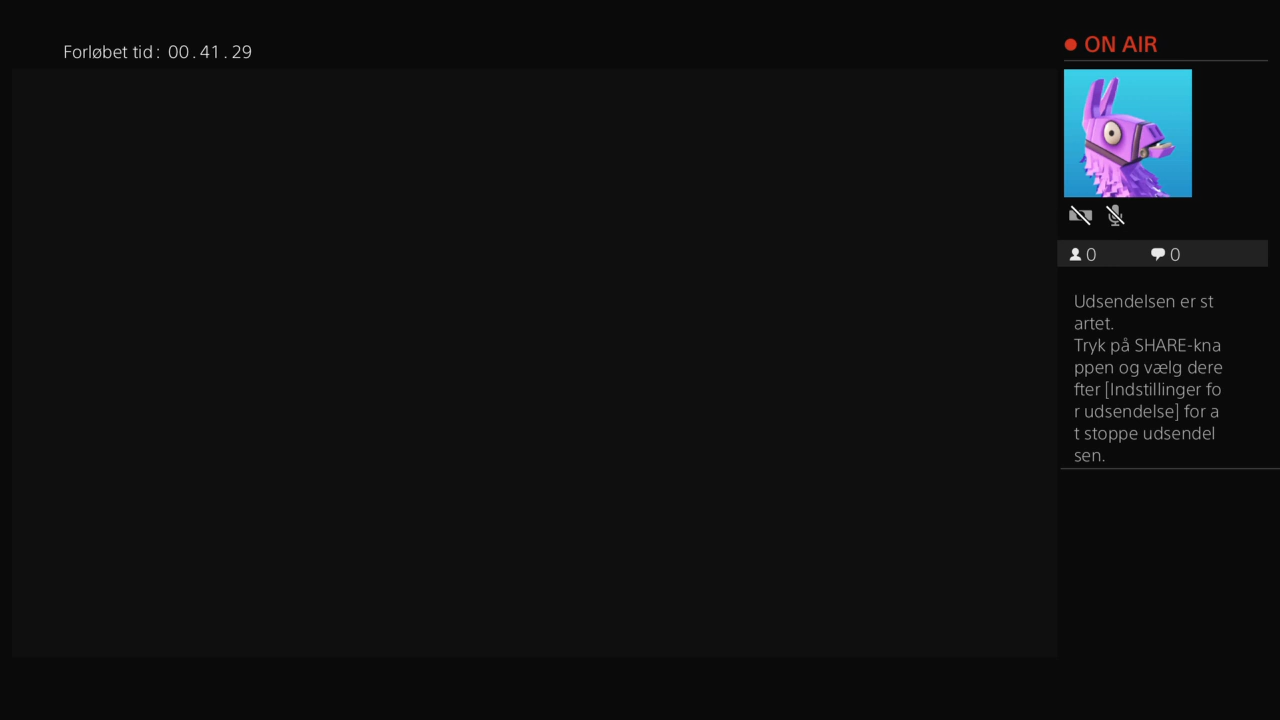 Forløbet tid: 00.41.29
ON AIR
0 0
Udsendelsen er st
artet.
Tryk på SHARE-kna
ppen og vælg dere
fter [Indstillinger fo
r udsendelse] for a
t stoppe udsendel
sen.